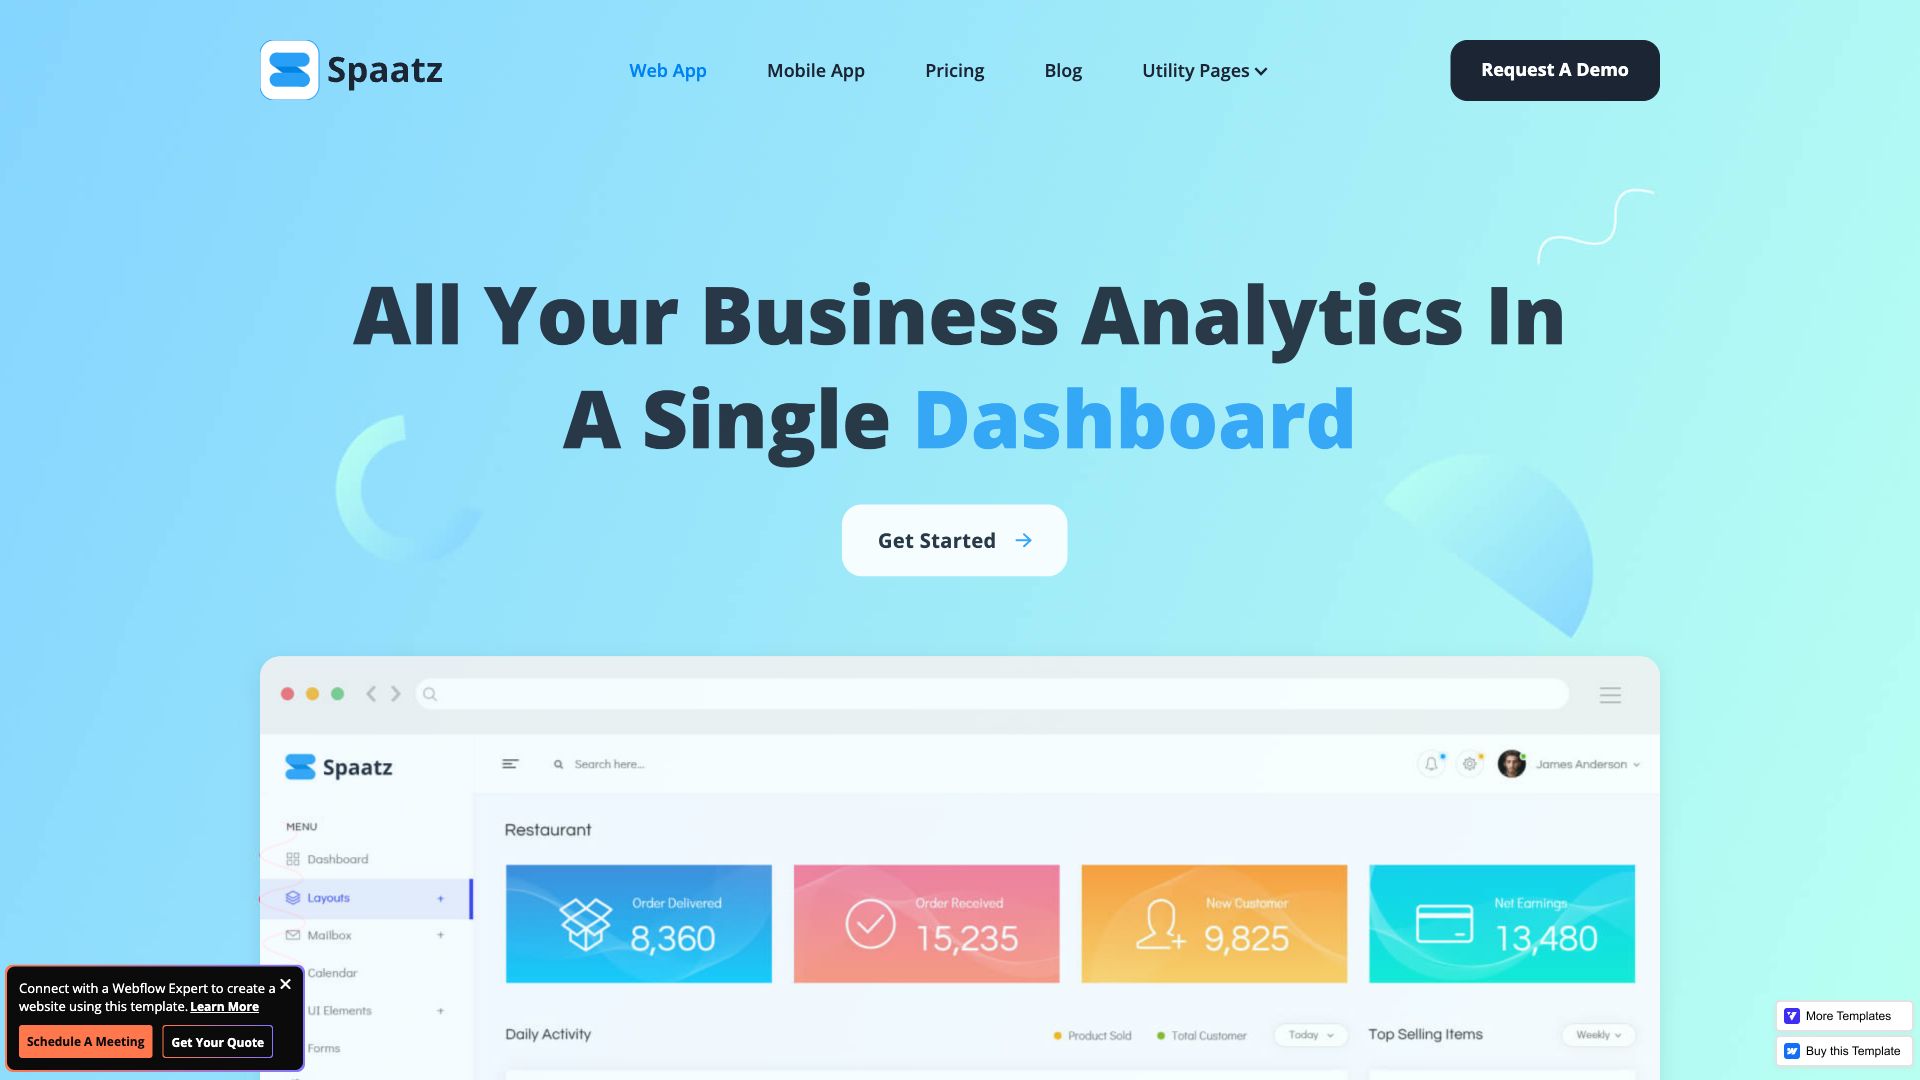 Spaatz
Web App
Mobile App
Pricing
Blog
Utility Pages
Request A Demo
All Your Business Analytics In
A Single Dashboard
Get Started
Spaatz
Search here...
James Anderson
MENU
Dashboard
Layouts +
Mailbox +
Calendar
UI Elements +
Forms
Restaurant
Order Delivered
8,360
Order Received
15,235
New Customer
9,825
Net Earnings
13,480
Daily Activity
Product Sold
Total Customer
Today
Top Selling Items
Weekly
Connect with a Webflow Expert to create a
website using this template. Learn More
Schedule A Meeting
Get Your Quote
More Templates
Buy this Template